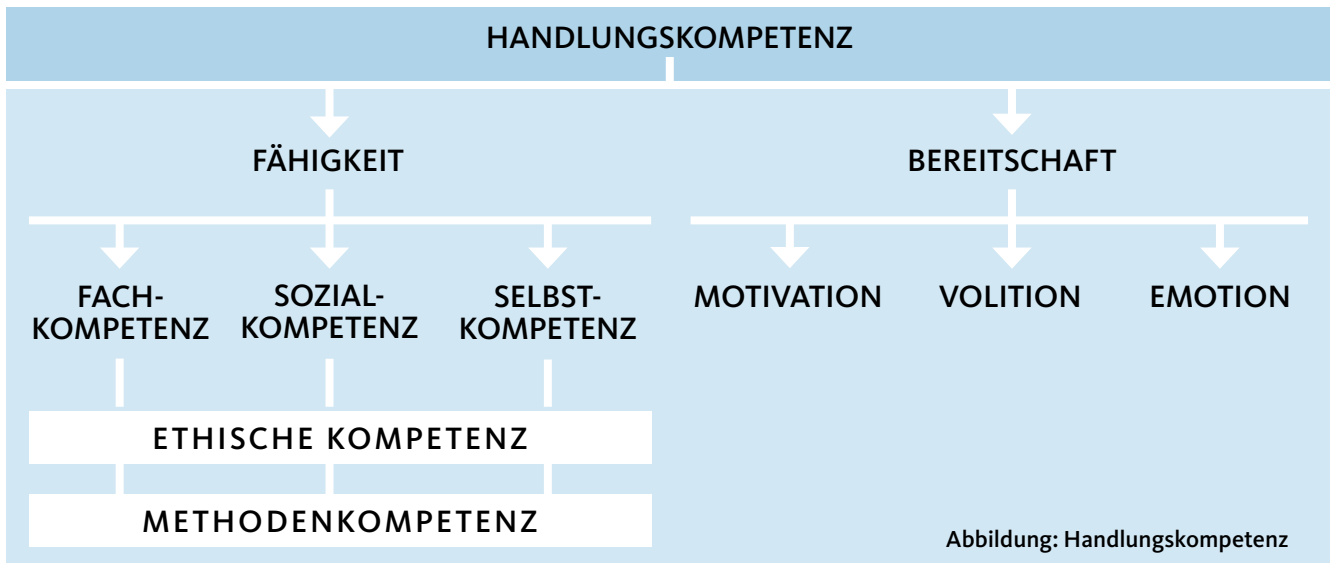 HANDLUNGSKOMPETENZ
FÄHIGKEIT
BEREITSCHAFT
FACH-
KOMPETENZ
SOZIAL-
KOMPETENZ
SELBST-
KOMPETENZ
MOTIVATION
VOLITION
EMOTION
ETHISCHE KOMPETENZ
METHODENKOMPETENZ
Abbildung: Handlungskompetenz